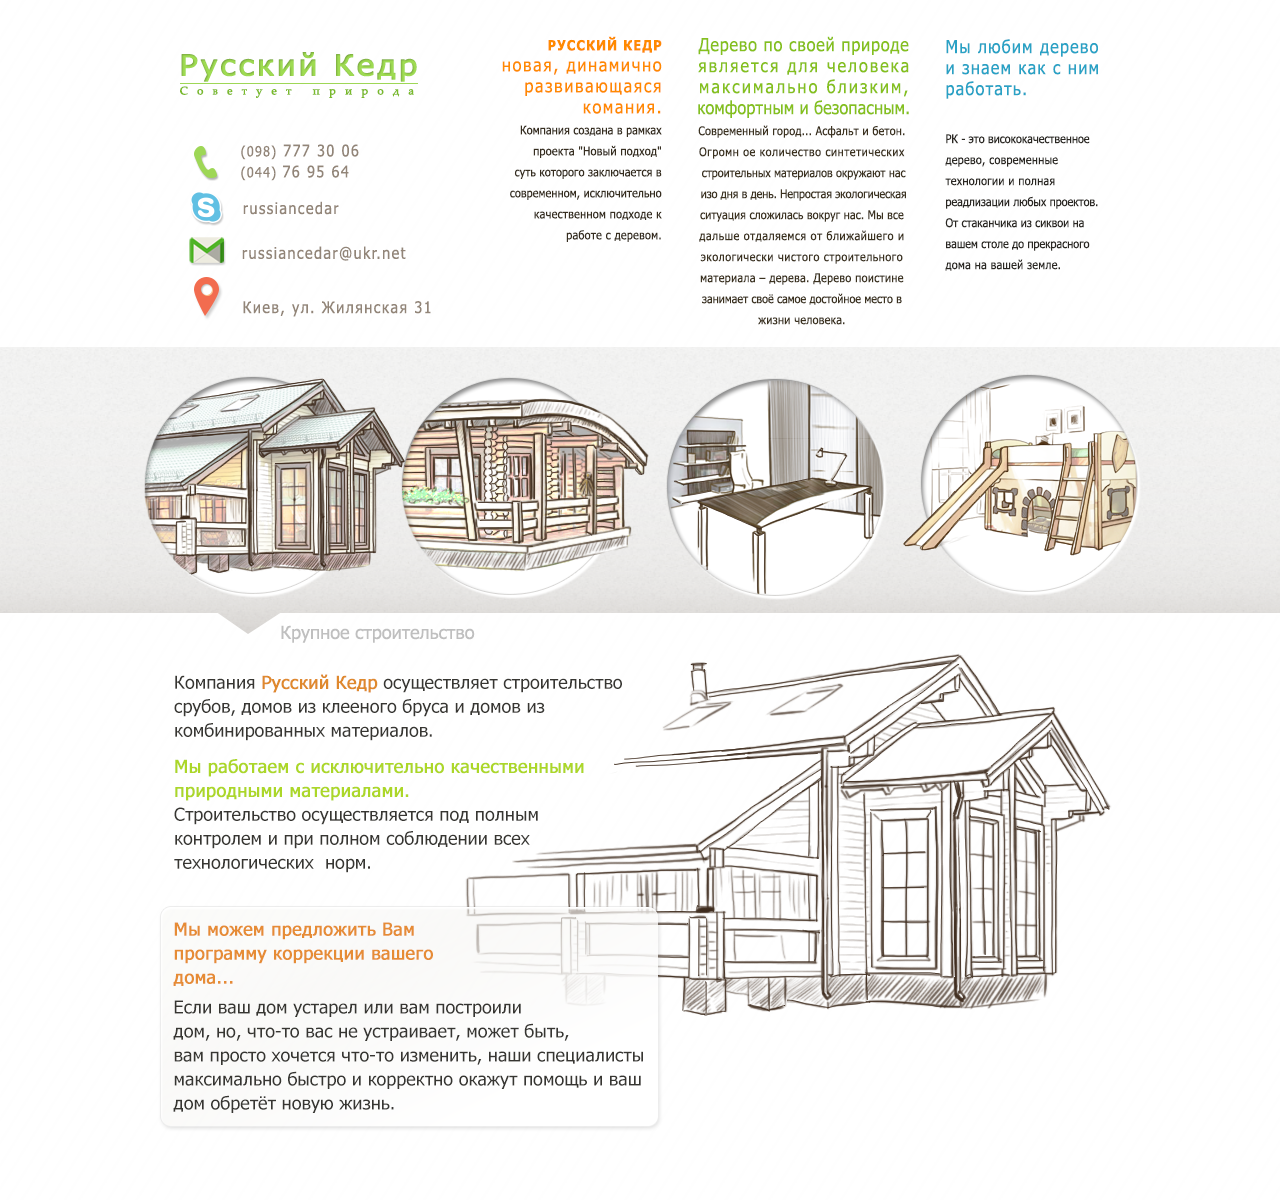 Русский Кедр
Советует природа
(098) 777 30 06
(044) 76 95 64
russiancedar
russiancedar@ukr.net
Киев, ул. Жилянская 31
РУССКИЙ КЕДР
новая, динамично
развивающаяся
комания.
Компания создана в рамках
проекта "Новый подход"
суть которого заключается в
современном, исключительно
качественном подходе к
работе с деревом.
Дерево по своей природе
является для человека
максимально близким,
комфортным и безопасным.
Современный город... Асфальт и бетон.
Огромн ое количество синтетических
строительных материалов окружают нас
изо дня в день. Непростая экологическая
ситуация сложилась вокруг нас. Мы все
дальше отдаляемся от ближайшего и
экологически чистого строительного
материала – дерева. Дерево поистине
занимает своё самое достойное место в
жизни человека.
Мы любим дерево
и знаем как с ним
работать.
РК - это висококачественное
дерево, современные
технологии и полная
реадлизации любых проектов.
От стаканчика из сиквои на
вашем столе до прекрасного
дома на вашей земле.
Крупное строительство
Компания Русский Кедр осуществляет строительство
срубов, домов из клееного бруса и домов из
комбинированных материалов.
Мы работаем с исключительно качественными
природными материалами.
Строительство осуществляется под полным
контролем и при полном соблюдении всех
технологических  норм.
Мы можем предложить Вам
программу коррекции вашего
дома...
Если ваш дом устарел или вам построили
дом, но, что-то вас не устраивает, может быть,
вам просто хочется что-то изменить, наши специалисты
максимально быстро и корректно окажут помощь и ваш
дом обретёт новую жизнь.